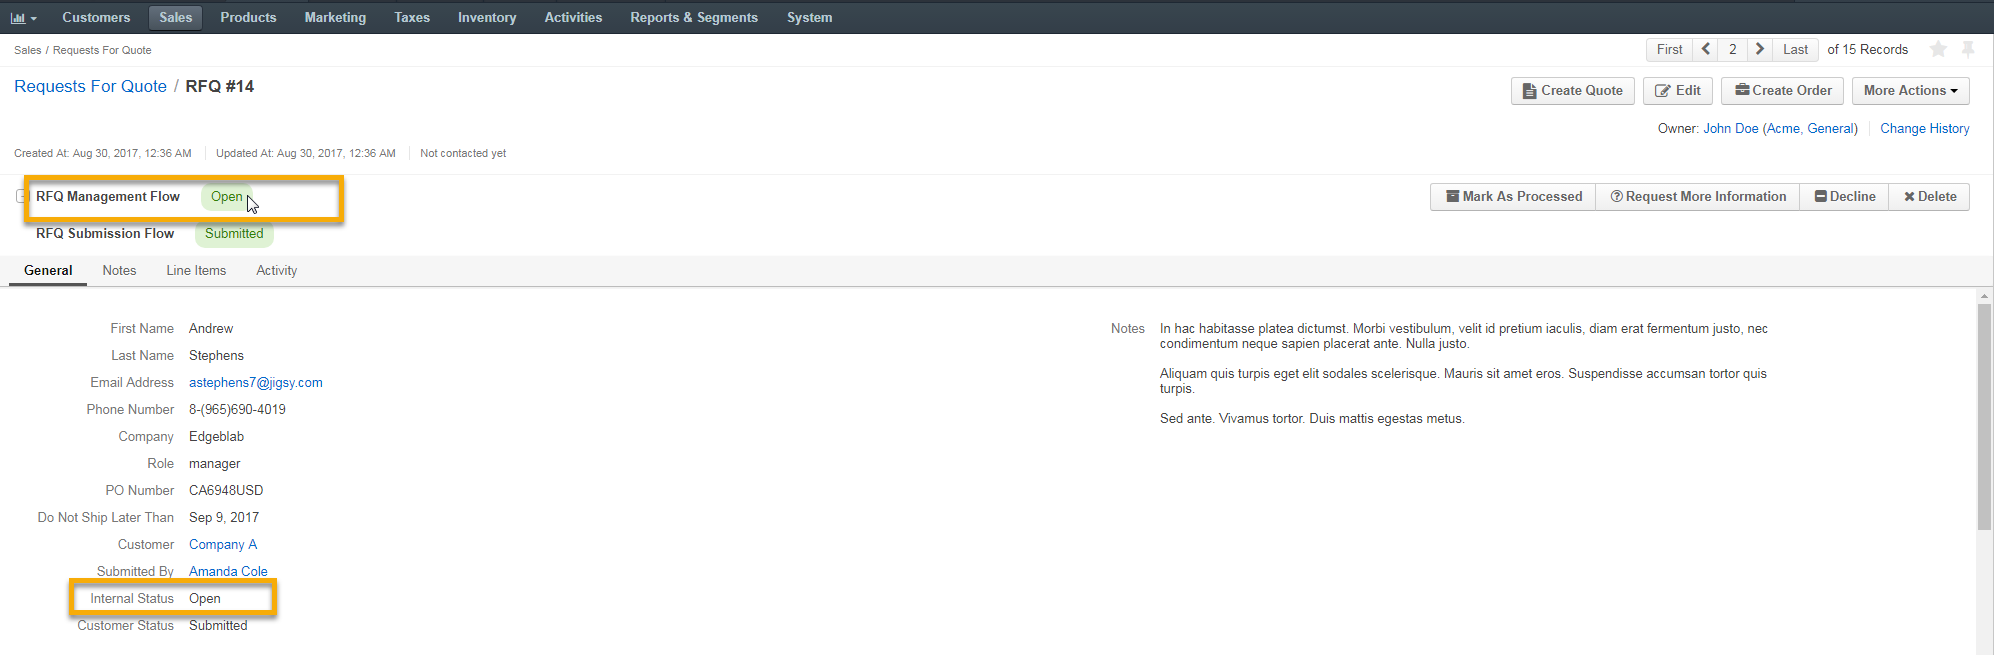 Customers Sales Products Marketing Taxes Inventory Activities Reports & Segments System
Sales / Requests For Quote
First 2 Last of 15 Records
Requests For Quote / RFQ #14
Create Quote Edit Create Order More Actions
Owner: John Doe (Acme, General) Change History
Created At: Aug 30, 2017, 12:36 AM Updated At: Aug 30, 2017, 12:36 AM Not contacted yet
RFQ Management Flow Open
Mark As Processed Request More Information Decline Delete
RFQ Submission Flow Submitted
General Notes Line Items Activity
First Name Andrew
Last Name Stephens
Email Address astephens7@jigsy.com
Phone Number 8-(965)690-4019
Company Edgeblab
Role manager
PO Number CA6948USD
Do Not Ship Later Than Sep 9, 2017
Customer Company A
Submitted By Amanda Cole
Internal Status Open
Customer Status Submitted
Notes In hac habitasse platea dictumst. Morbi vestibulum, velit id pretium iaculis, diam erat fermentum justo, nec
condimentum neque sapien placerat ante. Nulla justo.
Aliquam quis turpis eget elit sodales scelerisque. Mauris sit amet eros. Suspendisse accumsan tortor quis
turpis.
Sed ante. Vivamus tortor. Duis mattis egestas metus.